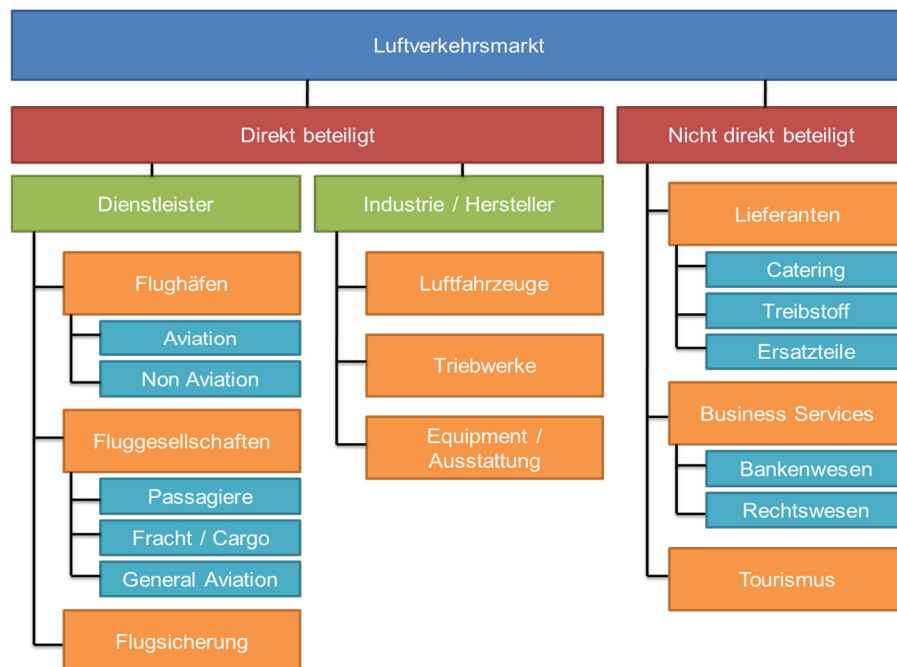 Luftverkehrsmarkt
Direkt beteiligt
Nicht direkt beteiligt
Dienstleister
Industrie / Hersteller
Flughäfen
Aviation
Non Aviation
Fluggesellschaften
Passagiere
Fracht / Cargo
General Aviation
Flugsicherung
Luftfahrzeuge
Triebwerke
Equipment /
Ausstattung
Lieferanten
Catering
Treibstoff
Ersatzteile
Business Services
Bankenwesen
Rechtswesen
Tourismus